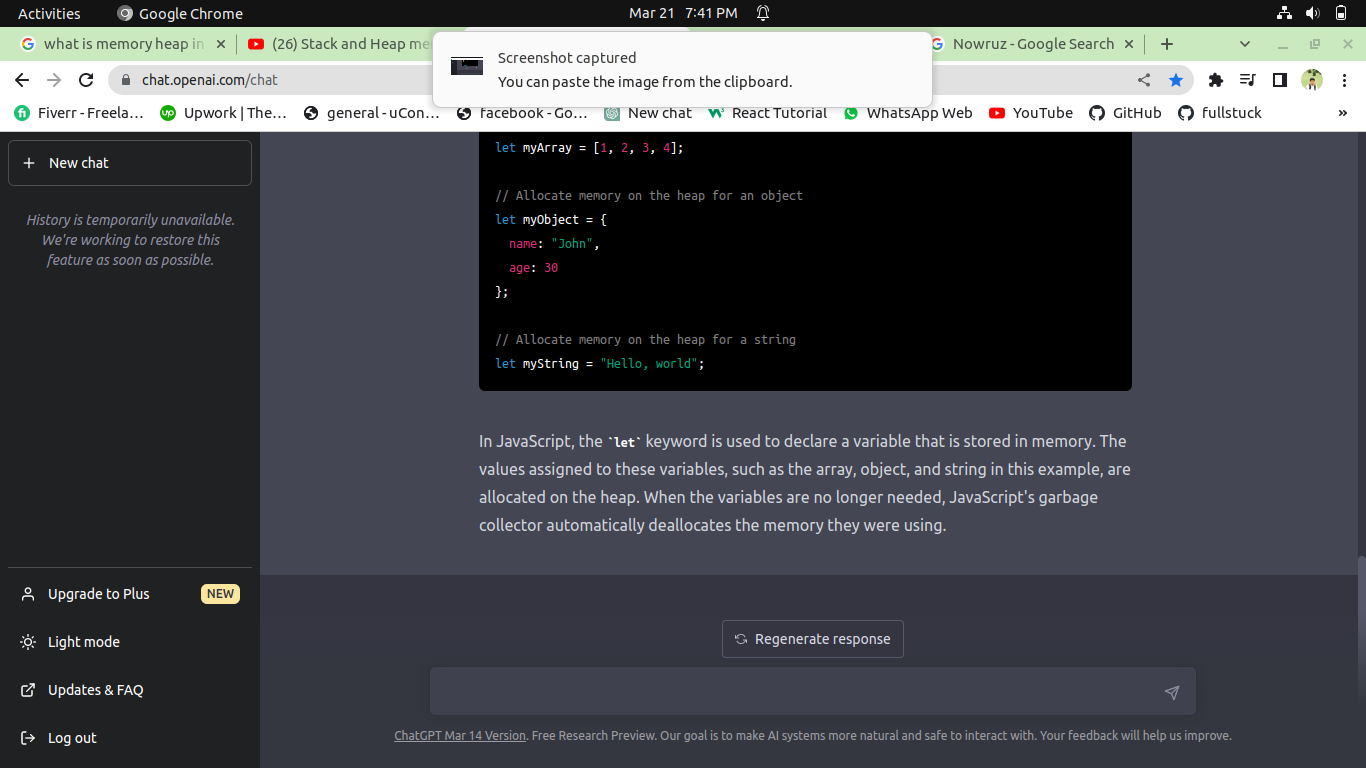 Activities
Google Chrome
Mar 21 7:41 PM
what is memory heap in
(26) Stack and Heap me
Nowruz - Google Search
Screenshot captured
You can paste the image from the clipboard.
chat.openai.com/chat
Fiverr - Freela…
Upwork | The…
general - uCon…
facebook - Go…
New chat
React Tutorial
WhatsApp Web
YouTube
GitHub
fullstuck
»
New chat
History is temporarily unavailable.
We're working to restore this
feature as soon as possible.
let myArray = [1, 2, 3, 4];
// Allocate memory on the heap for an object
let myObject = {
name: "John",
age: 30
};
// Allocate memory on the heap for a string
let myString = "Hello, world";
In JavaScript, the `let` keyword is used to declare a variable that is stored in memory. The
values assigned to these variables, such as the array, object, and string in this example, are
allocated on the heap. When the variables are no longer needed, JavaScript's garbage
collector automatically deallocates the memory they were using.
Upgrade to Plus
NEW
Light mode
Updates & FAQ
Log out
Regenerate response
ChatGPT Mar 14 Version. Free Research Preview. Our goal is to make AI systems more natural and safe to interact with. Your feedback will help us improve.